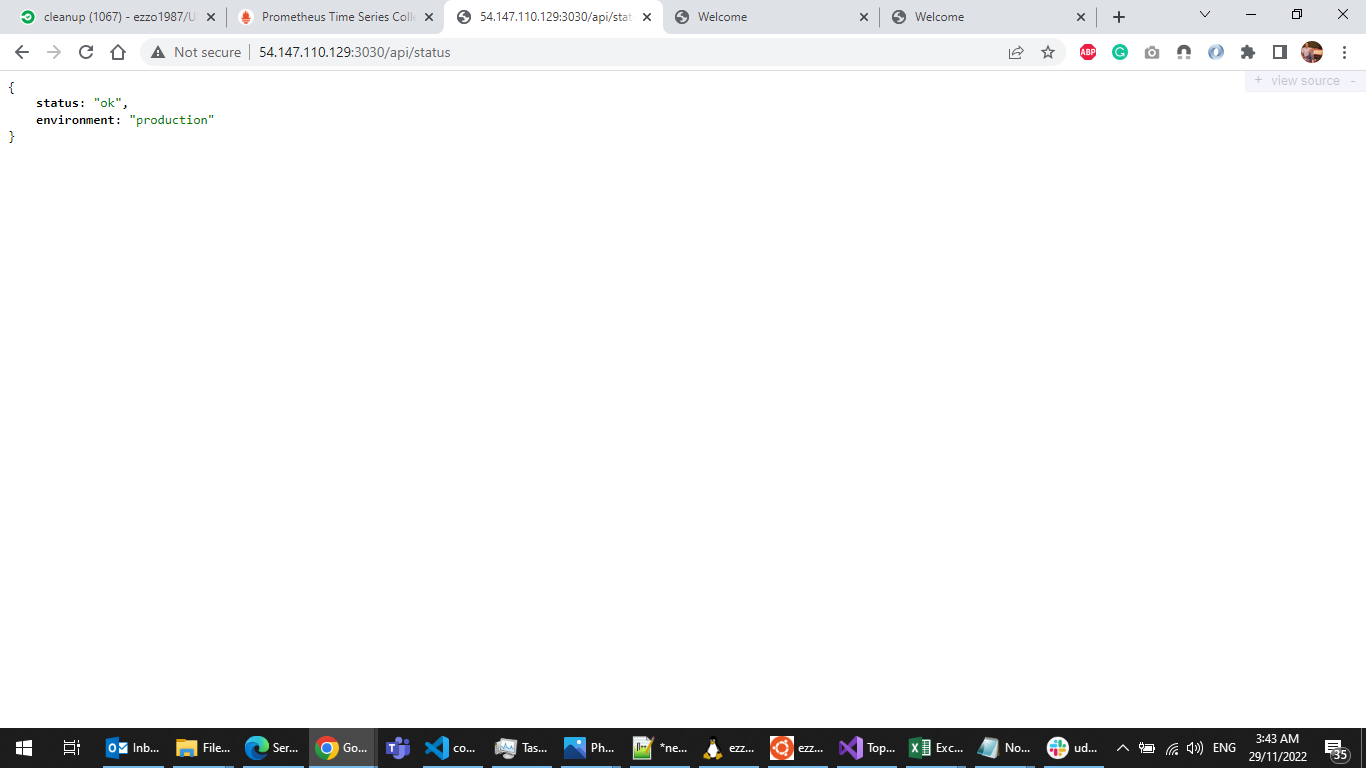 cleanup (1067) - ezzo1987/U
Prometheus Time Series Colle
54.147.110.129:3030/api/stat
Welcome
Welcome
Not secure
54.147.110.129:3030/api/status
ABP
+ view source -
{
status: "ok",
environment: "production"
}
Inb...
File...
Ser...
Go...
co...
Tas...
Ph...
*ne...
ezz...
ezz...
Top...
Exc...
No...
ud...
ENG
3:43 AM
29/11/2022
35